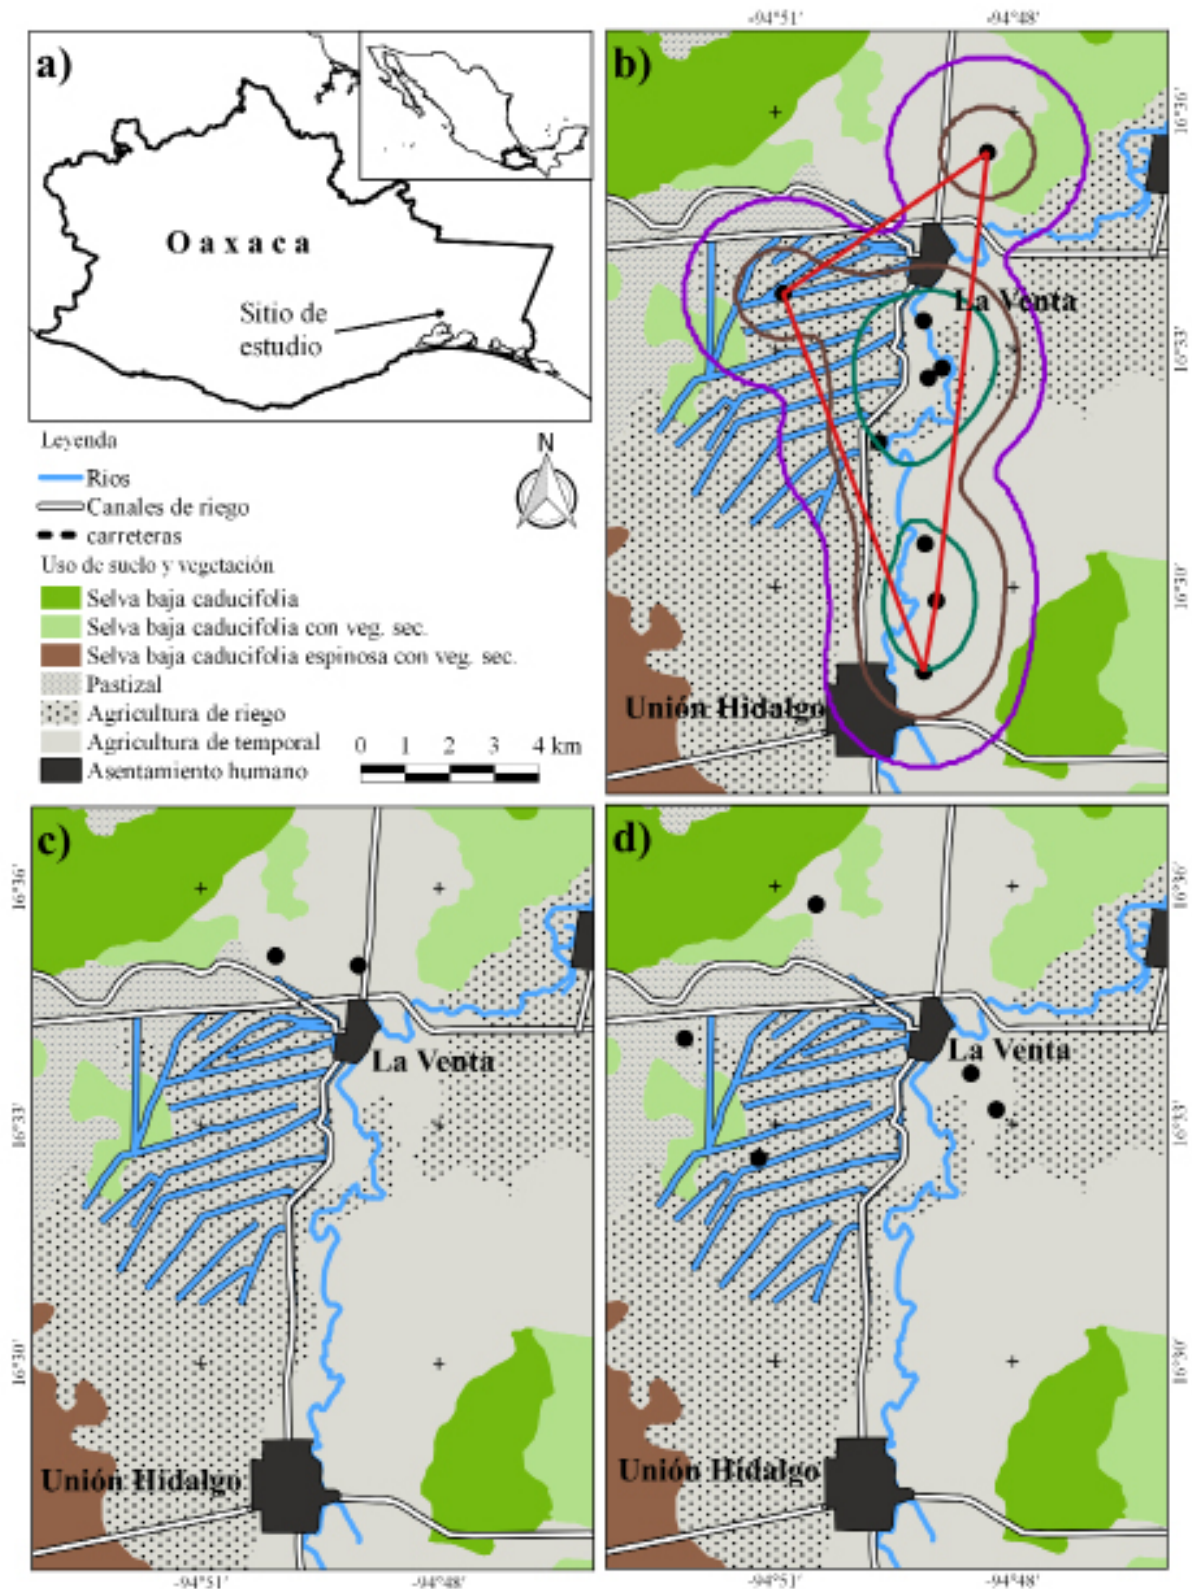 -94°51' -94°48'
a)
Oaxaca
Sitio de
estudio
b)
16°36'
La Venta
16°33'
16°30'
Unión Hidalgo
Leyenda
N
Rios
Canales de riego
carreteras
Uso de suelo y vegetación
Selva baja caducifolia
Selva baja caducifolia con veg. sec.
Selva baja caducifolia espinosa con veg. sec.
Pastizal
Agricultura de riego
Agricultura de temporal
Asentamiento humano
0 1 2 3 4 km
c)
16°36'
La Venta
16°33'
16°30'
Unión Hidalgo
-94°51' -94°48'
d)
16°36'
La Venta
16°33'
16°30'
Unión Hidalgo
-94°51' -94°48'